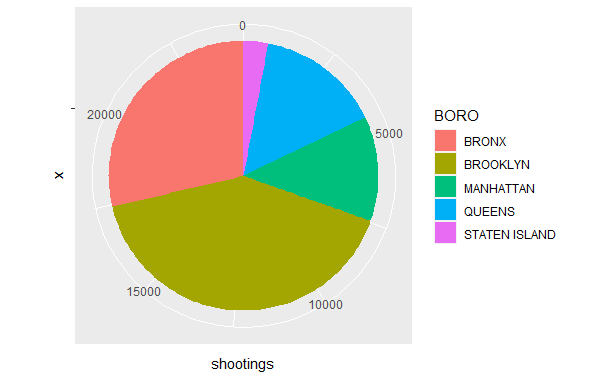 0
5000
10000
15000
20000
x
shootings
BORO
BRONX
BROOKLYN
MANHATTAN
QUEENS
STATEN ISLAND